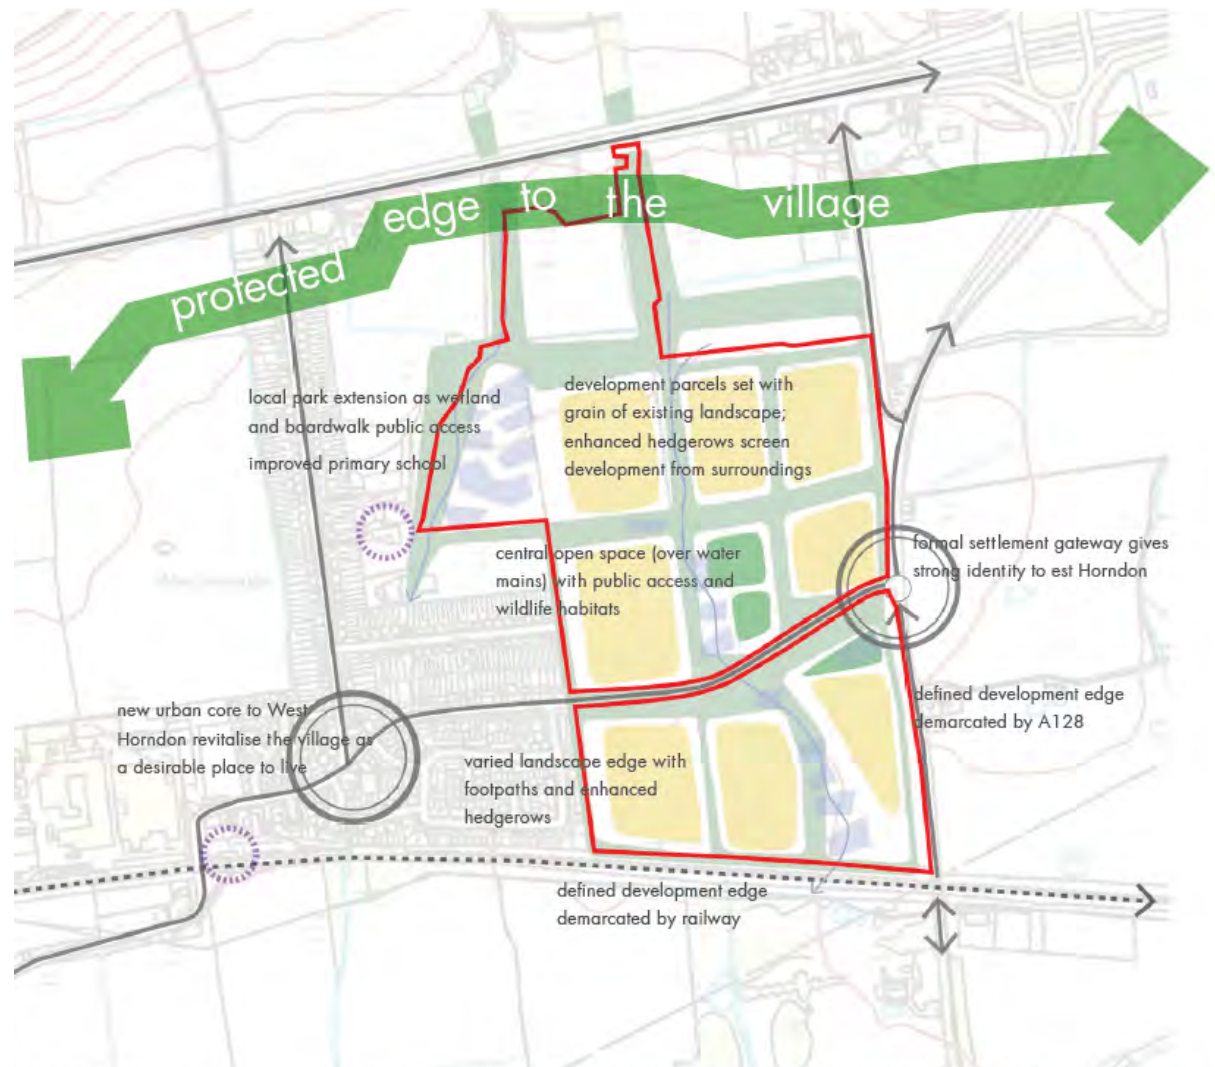 protected edge to the village
local park extension as wetland
and boardwalk public access
improved primary school
development parcels set with
grain of existing landscape;
enhanced hedgerows screen
development from surroundings
central open space (over water
mains) with public access and
wildlife habitats
formal settlement gateway gives
strong identity to est Horndon
new urban core to West
Horndon revitalise the village as
a desirable place to live
varied landscape edge with
footpaths and enhanced
hedgerows
defined development edge
demarcated by A128
defined development edge
demarcated by railway